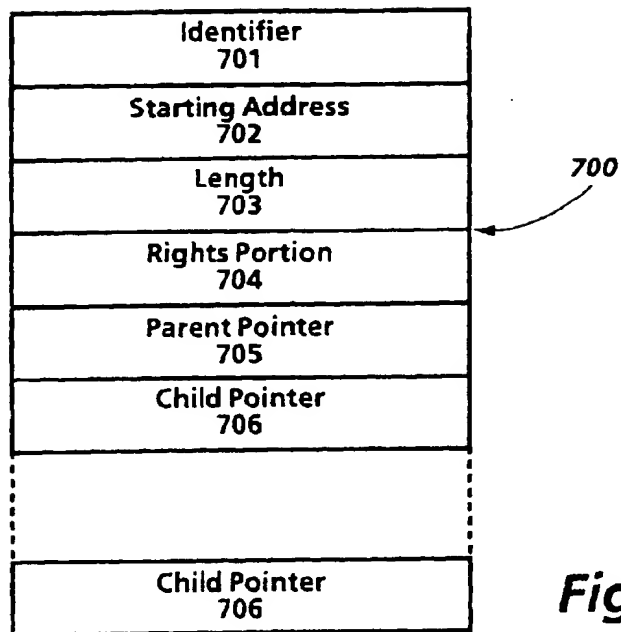 Identifier
701
Starting Address
702
Length
703
700
Rights Portion
704
Parent Pointer
705
Child Pointer
706
Child Pointer
706
Fig